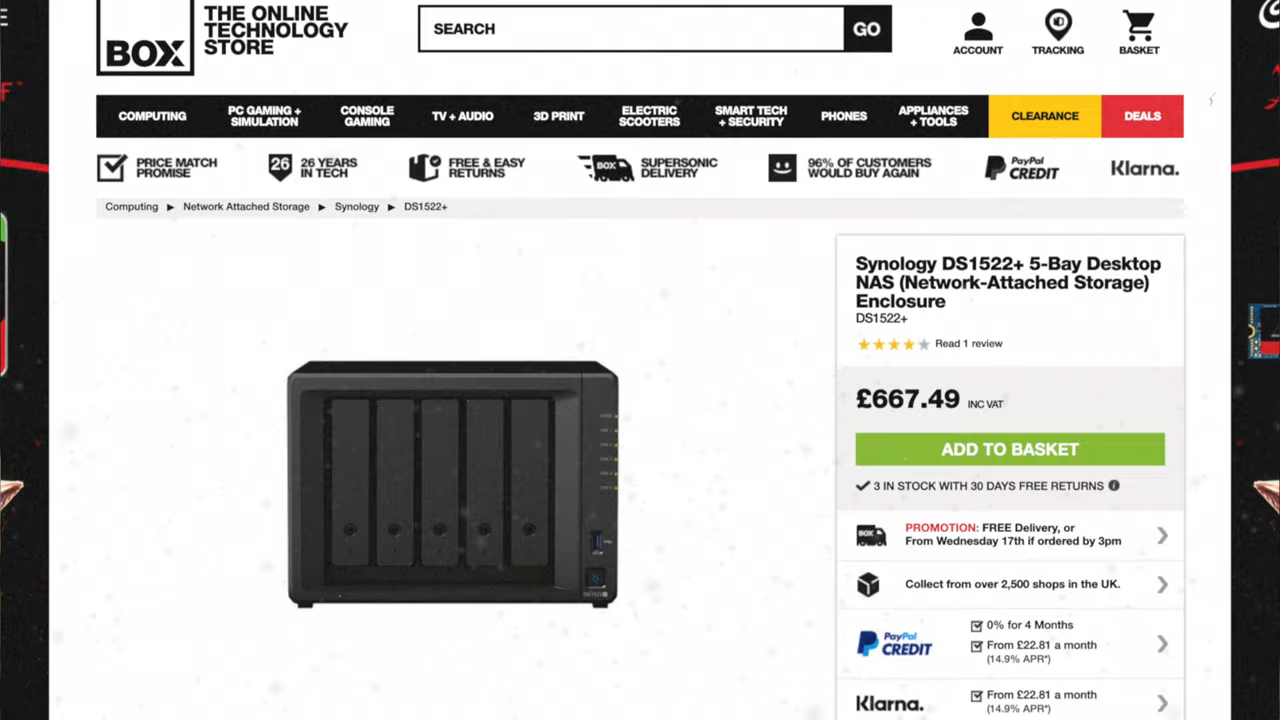 BOX
THE ONLINE
TECHNOLOGY
STORE
SEARCH
GO
ACCOUNT
TRACKING
BASKET
COMPUTING
PC GAMING +
SIMULATION
CONSOLE
GAMING
TV + AUDIO
3D PRINT
ELECTRIC
SCOOTERS
SMART TECH
+ SECURITY
PHONES
APPLIANCES
+ TOOLS
CLEARANCE
DEALS
PRICE MATCH
PROMISE
26
26 YEARS
IN TECH
FREE & EASY
RETURNS
BOX
SUPERSONIC
DELIVERY
96% OF CUSTOMERS
WOULD BUY AGAIN
PayPal
CREDIT
Klarna.
Computing ► Network Attached Storage ► Synology ► DS1522+
Synology DS1522+ 5-Bay Desktop
NAS (Network-Attached Storage)
Enclosure
DS1522+
Read 1 review
£667.49 INC VAT
ADD TO BASKET
3 IN STOCK WITH 30 DAYS FREE RETURNS
BOX
PROMOTION: FREE Delivery, or
From Wednesday 17th if ordered by 3pm
Collect from over 2,500 shops in the UK.
PayPal
CREDIT
0% for 4 Months
From £22.81 a month
(14.9% APR*)
Klarna.
From £22.81 a month
(14.9% APR*)